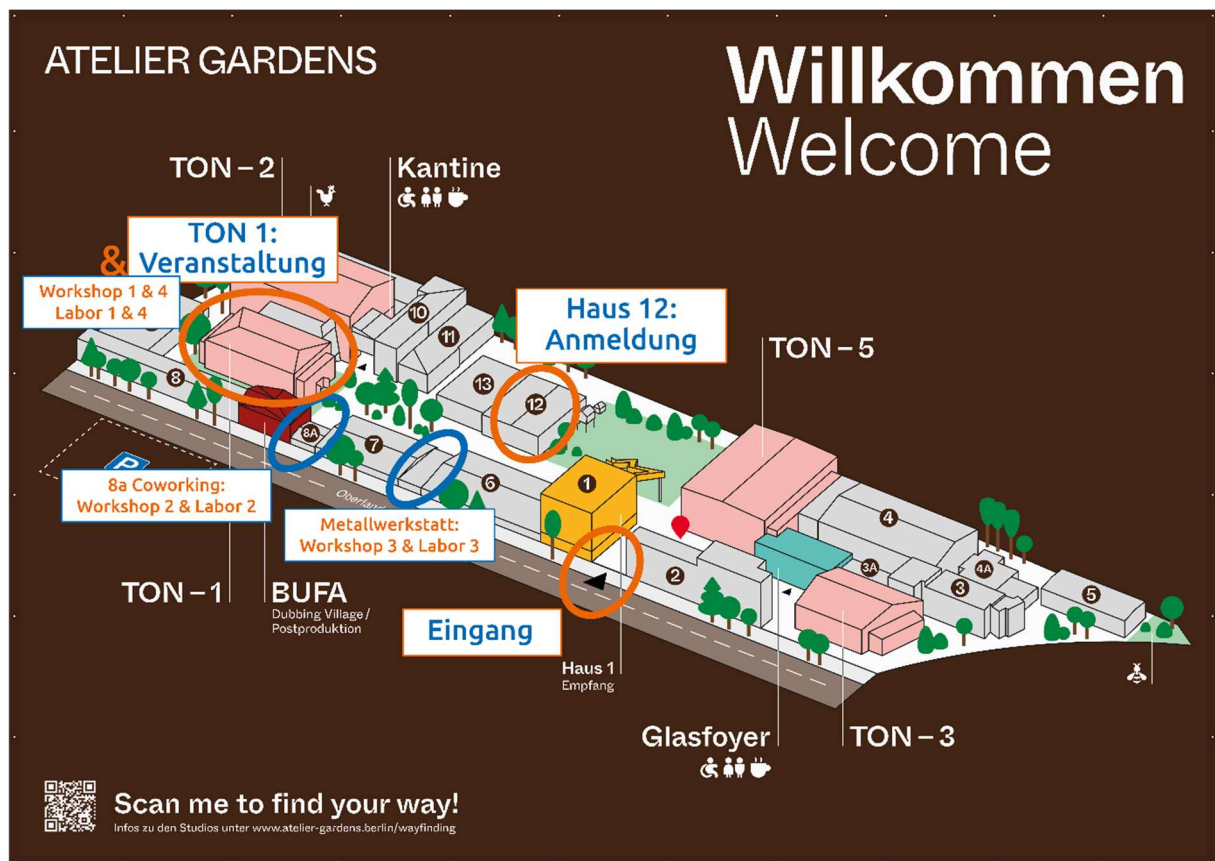 ATELIER GARDENS
Willkommen
Welcome
TON – 2
Kantine
TON 1:
& Veranstaltung
Workshop 1 & 4
Labor 1 & 4
Haus 12:
Anmeldung
TON – 5
10
11
13
12
8
8A
7
6
1
2
4
3A
4A
3
5
P
8a Coworking:
Workshop 2 & Labor 2
Metallwerkstatt:
Workshop 3 & Labor 3
TON – 1
BUFA
Dubbing Village /
Postproduktion
Eingang
Haus 1
Empfang
Glasfoyer
TON – 3
Scan me to find your way!
Infos zu den Studios unter www.atelier-gardens.berlin/wayfinding